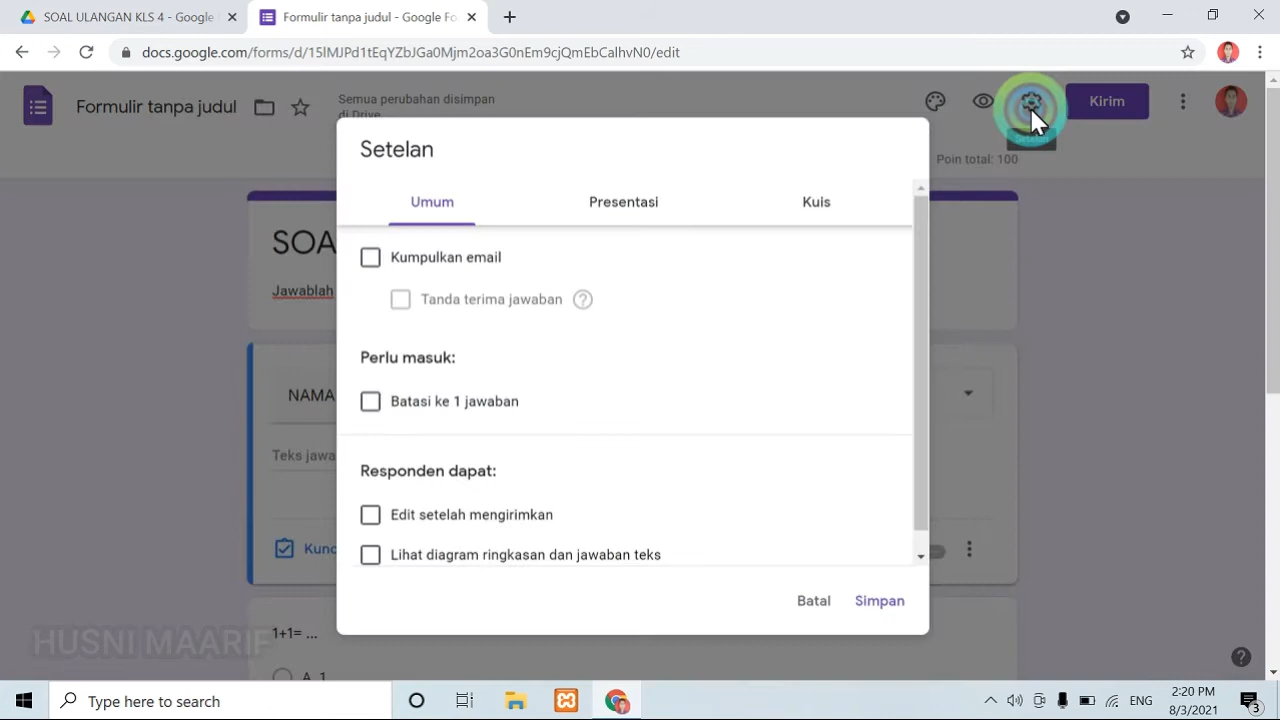 SOAL ULANGAN KLS 4 - Google
Formulir tanpa judul - Google Fo
docs.google.com/forms/d/15lMJPd1tEqYZbJGa0Mjm2oa3G0nEm9cjQmEbCalhvN0/edit
Formulir tanpa judul
Semua perubahan disimpan
di Drive
Kirim
Setelan
Poin total: 100
Setelan
Umum
Presentasi
Kuis
SOA
Jawablah
Kumpulkan email
Tanda terima jawaban
Perlu masuk:
NAMA
Batasi ke 1 jawaban
Teks jawa
Responden dapat:
Edit setelah mengirimkan
Kunc
Lihat diagram ringkasan dan jawaban teks
Batal
Simpan
HUSNI MAARIF
1+1= ...
A. 1
Type here to search
ENG
2:20 PM
8/3/2021
3